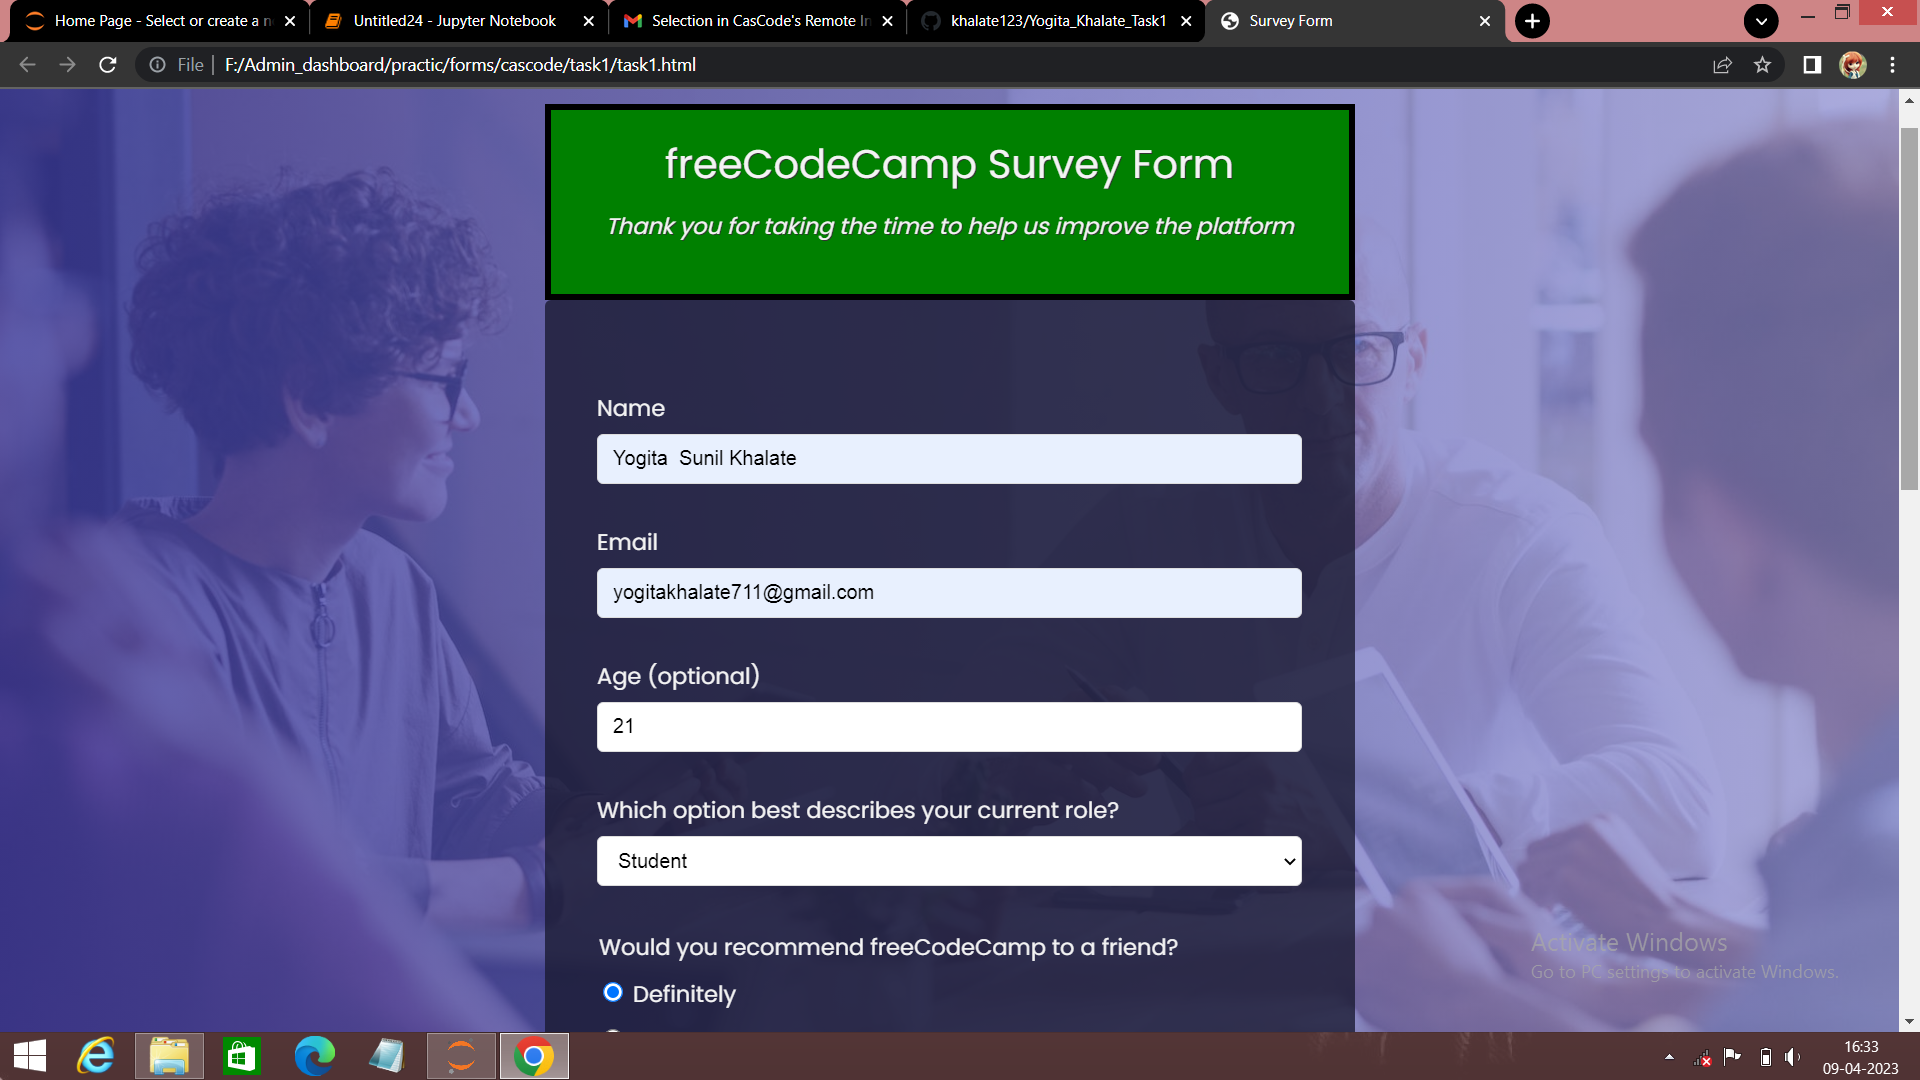 Home Page - Select or create a n
Untitled24 - Jupyter Notebook
Selection in CasCode's Remote In
khalate123/Yogita_Khalate_Task1
Survey Form
File
F:/Admin_dashboard/practic/forms/cascode/task1/task1.html
freeCodeCamp Survey Form
Thank you for taking the time to help us improve the platform
Name
Yogita  Sunil Khalate
Email
yogitakhalate711@gmail.com
Age (optional)
21
Which option best describes your current role?
Student
Would you recommend freeCodeCamp to a friend?
Definitely
Activate Windows
Go to PC settings to activate Windows.
16:33
09-04-2023